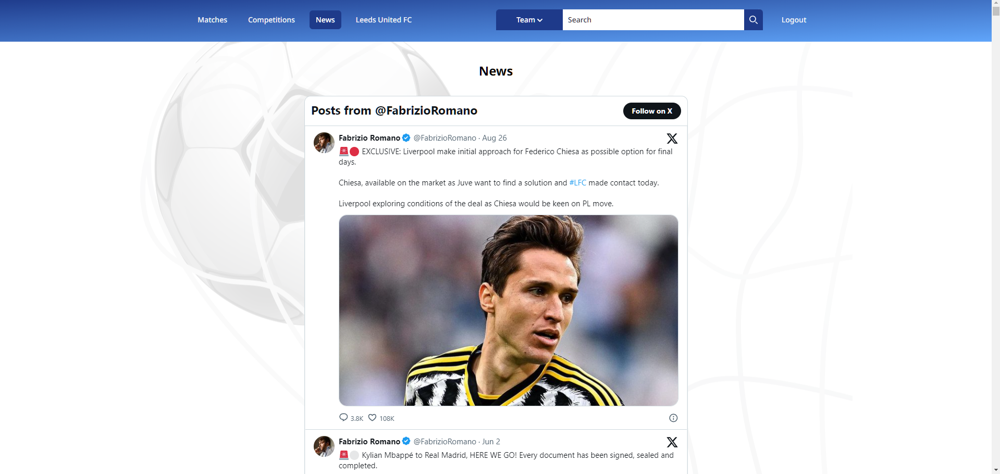 Matches Competitions News Leeds United FC Team Search Logout
News
Posts from @FabrizioRomano Follow on X
Fabrizio Romano @FabrizioRomano · Aug 26
🚨🔴 EXCLUSIVE: Liverpool make initial approach for Federico Chiesa as possible option for final
days.
Chiesa, available on the market as Juve want to find a solution and #LFC made contact today.
Liverpool exploring conditions of the deal as Chiesa would be keen on PL move.
3.8K 108K
Fabrizio Romano @FabrizioRomano · Jun 2
🚨⚪️ Kylian Mbappé to Real Madrid, HERE WE GO! Every document has been signed, sealed and
completed.